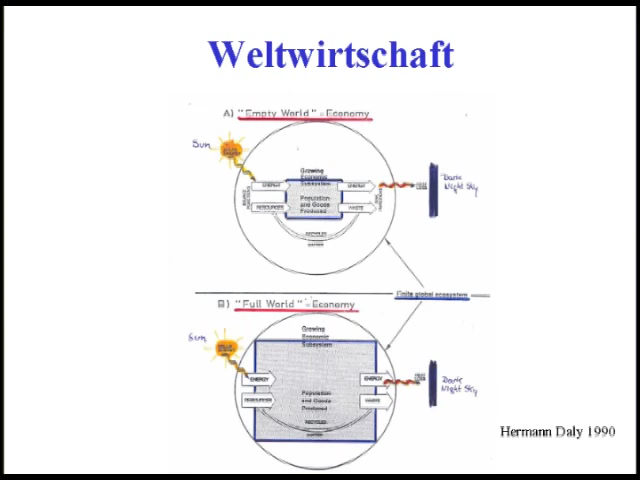 Weltwirtschaft
A) "Empty World" - Economy
Sun
Growing
Economic
Subsystem
ENERGY
ENERGY
Population
and Goods
Produced
RESOURCES
WASTE
RECYCLED
MATTER
Dark
Night Sky
Finite global ecosystem
B) "Full World" - Economy
Sun
Growing
Economic
Subsystem
ENERGY
ENERGY
Population
and Goods
Produced
RESOURCES
WASTE
RECYCLED
MATTER
Dark
Night Sky
Hermann Daly 1990